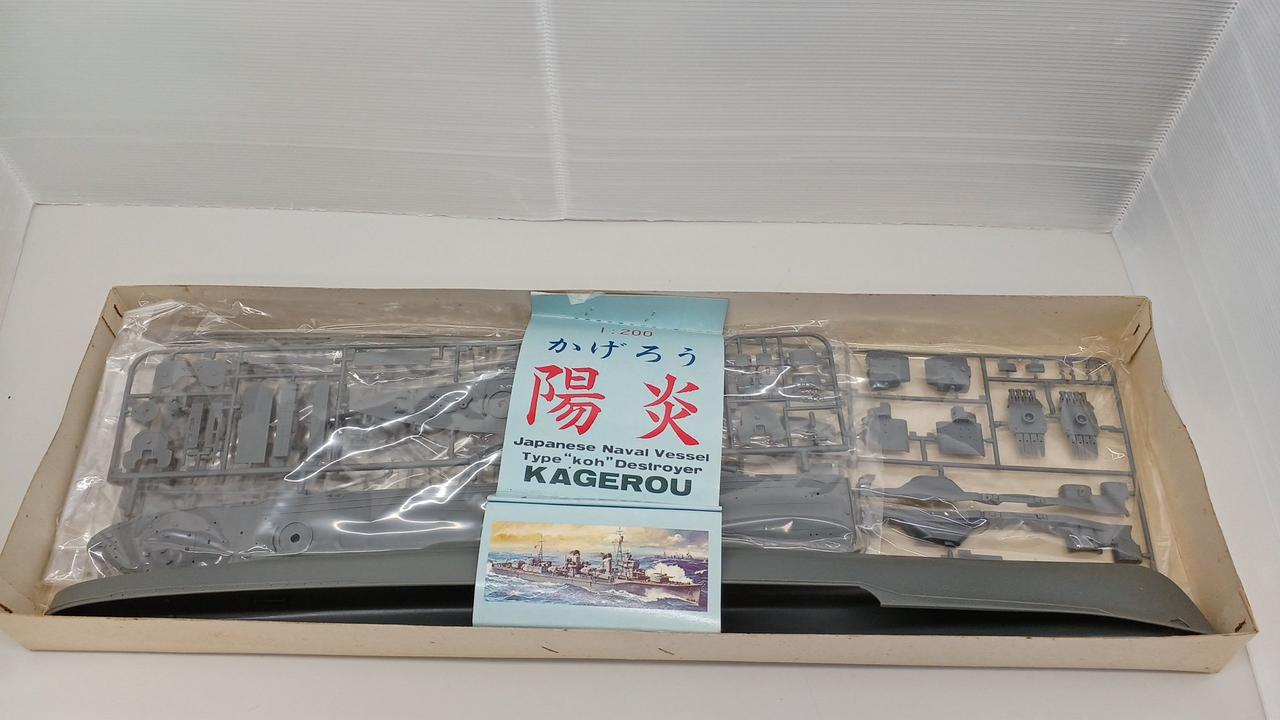 1:200
かげろう
陽炎
Japanese Naval Vessel
Type "koh" Destroyer
KAGEROU